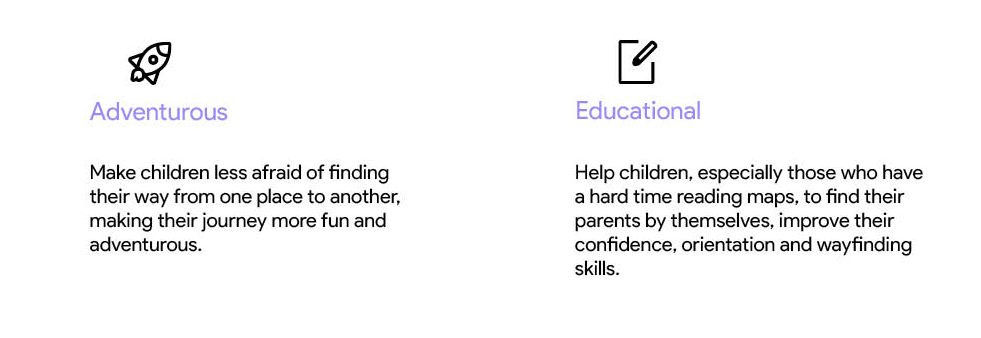 Adventurous
Make children less afraid of finding
their way from one place to another,
making their journey more fun and
adventurous.
Educational
Help children, especially those who have
a hard time reading maps, to find their
parents by themselves, improve their
confidence, orientation and wayfinding
skills.